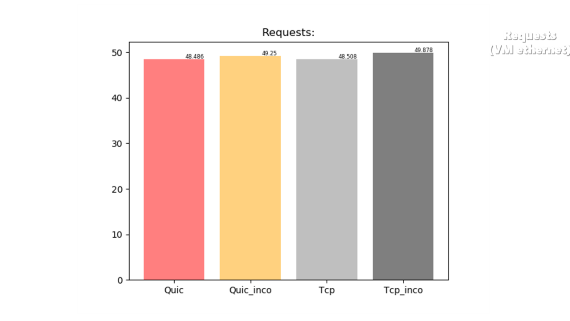 Requests:
Requests
(VM ethernet)
50
48.486
49.25
48.508
49.878
40
30
20
10
0
Quic
Quic_inco
Tcp
Tcp_inco